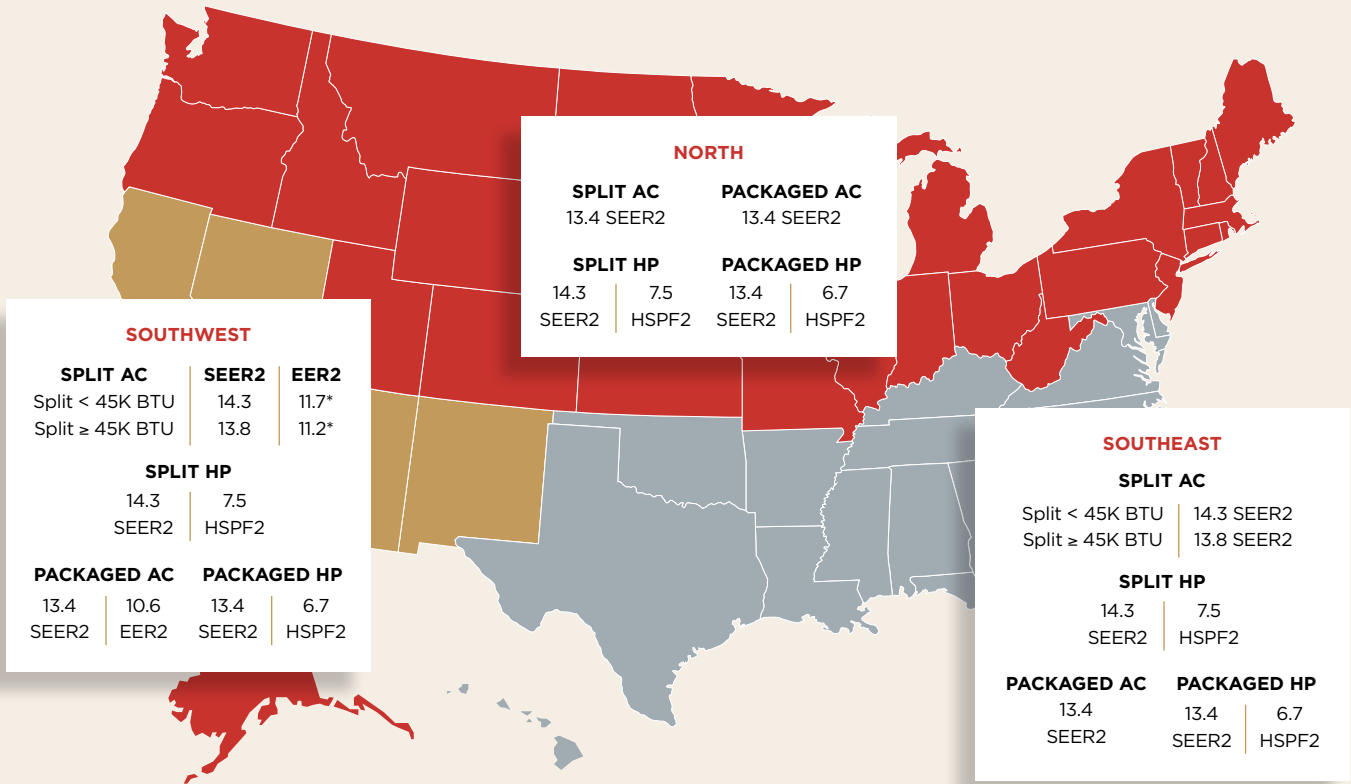 NORTH
SPLIT AC PACKAGED AC
13.4 SEER2 13.4 SEER2
SPLIT HP PACKAGED HP
14.3 7.5 13.4 6.7
SEER2 HSPF2 SEER2 HSPF2
SOUTHWEST
SPLIT AC SEER2 EER2
Split < 45K BTU 14.3 11.7*
Split ≥ 45K BTU 13.8 11.2*
SPLIT HP
14.3 7.5
SEER2 HSPF2
PACKAGED AC PACKAGED HP
13.4 10.6 13.4 6.7
SEER2 EER2 SEER2 HSPF2
SOUTHEAST
SPLIT AC
Split < 45K BTU 14.3 SEER2
Split ≥ 45K BTU 13.8 SEER2
SPLIT HP
14.3 7.5
SEER2 HSPF2
PACKAGED AC PACKAGED HP
13.4 13.4 6.7
SEER2 SEER2 HSPF2